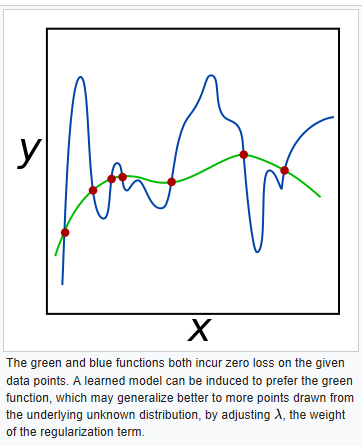 y
x
The green and blue functions both incur zero loss on the given
data points. A learned model can be induced to prefer the green
function, which may generalize better to more points drawn from
the underlying unknown distribution, by adjusting λ, the weight
of the regularization term.